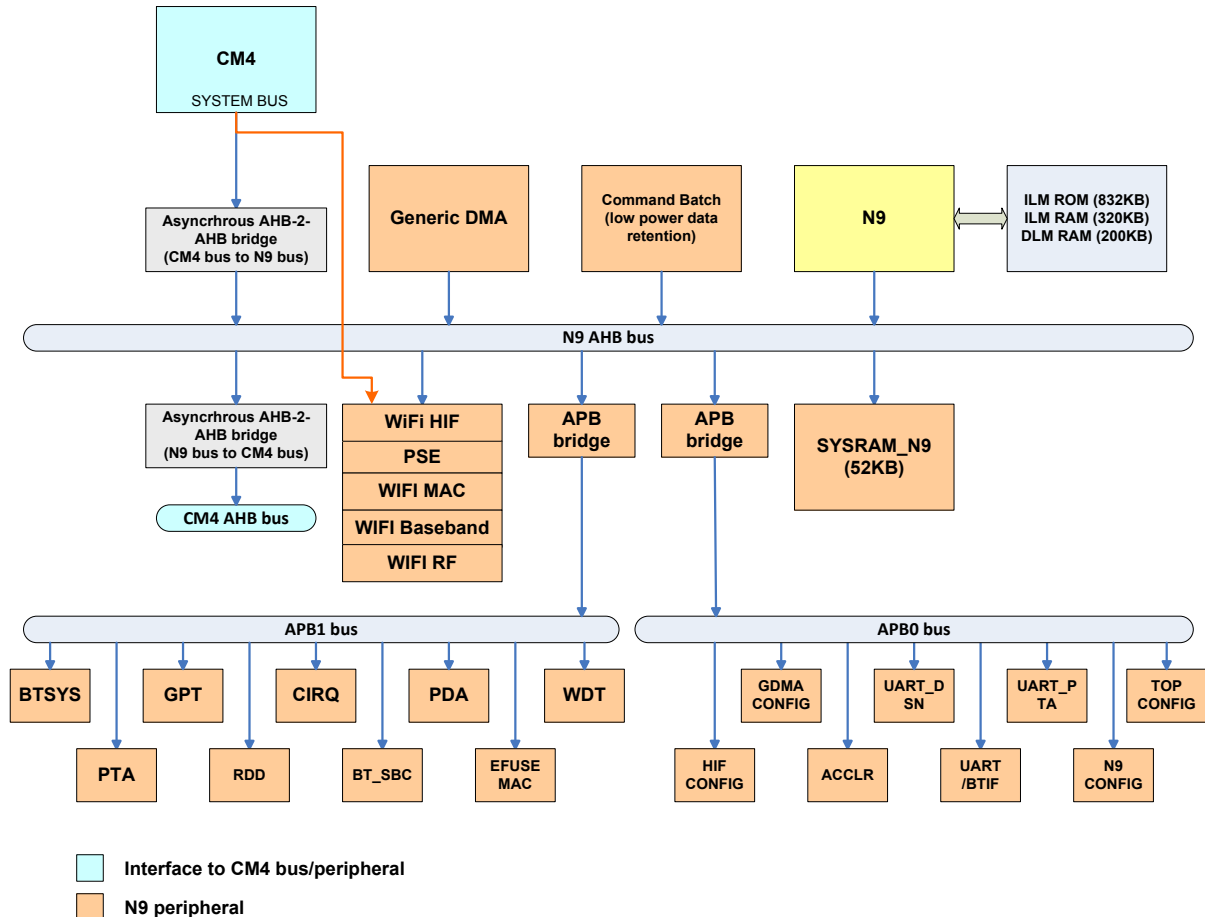 CM4
SYSTEM BUS
Asyncrhrous AHB-2-
AHB bridge
(CM4 bus to N9 bus)
Generic DMA
Command Batch
(low power data
retention)
N9
ILM ROM (832KB)
ILM RAM (320KB)
DLM RAM (200KB)
N9 AHB bus
Asyncrhrous AHB-2-
AHB bridge
(N9 bus to CM4 bus)
CM4 AHB bus
WiFi HIF
PSE
WIFI MAC
WIFI Baseband
WIFI RF
APB
bridge
APB
bridge
SYSRAM_N9
(52KB)
APB1 bus
APB0 bus
BTSYS
GPT
CIRQ
PDA
WDT
PTA
RDD
BT_SBC
EFUSE
MAC
GDMA
CONFIG
UART_D
SN
UART_P
TA
TOP
CONFIG
HIF
CONFIG
ACCLR
UART
/BTIF
N9
CONFIG
Interface to CM4 bus/peripheral
N9 peripheral